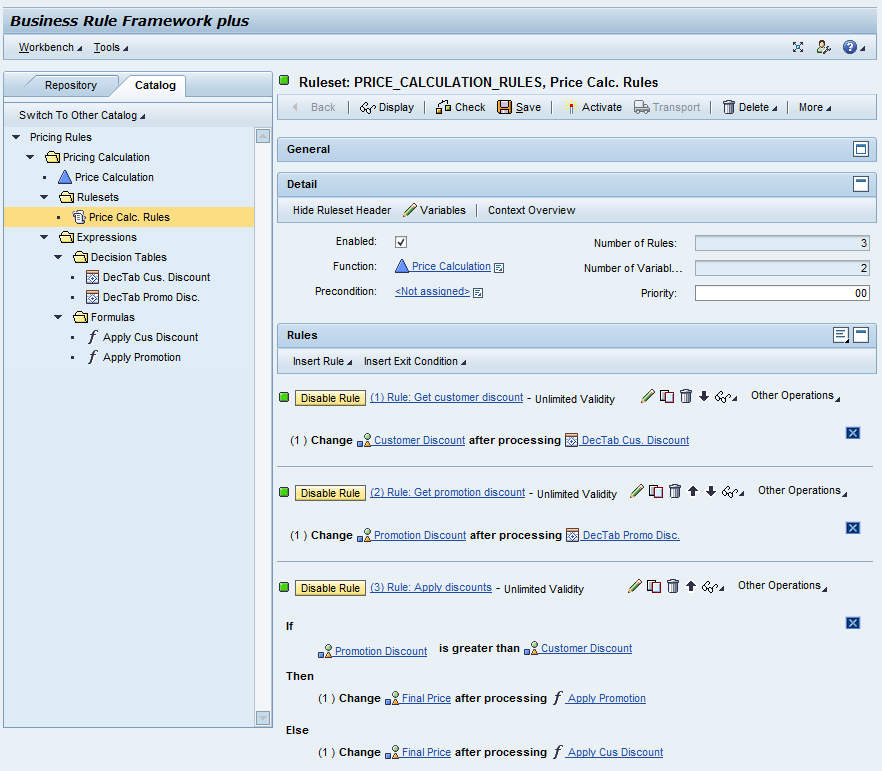 Business Rule Framework plus
Workbench Tools
Repository Catalog
Switch To Other Catalog
Pricing Rules
Pricing Calculation
Price Calculation
Rulesets
Price Calc. Rules
Expressions
Decision Tables
DecTab Cus. Discount
DecTab Promo Disc.
Formulas
Apply Cus Discount
Apply Promotion
Ruleset: PRICE_CALCULATION_RULES, Price Calc. Rules
Back Display Check Save Activate Transport Delete More
General
Detail
Hide Ruleset Header Variables Context Overview
Enabled: Number of Rules: 3
Function: Price Calculation Number of Variabl... 2
Precondition: <Not assigned> Priority: 00
Rules
Insert Rule Insert Exit Condition
Disable Rule (1) Rule: Get customer discount - Unlimited Validity Other Operations
(1 ) Change Customer Discount after processing DecTab Cus. Discount
Disable Rule (2) Rule: Get promotion discount - Unlimited Validity Other Operations
(1 ) Change Promotion Discount after processing DecTab Promo Disc.
Disable Rule (3) Rule: Apply discounts - Unlimited Validity Other Operations
If
Promotion Discount is greater than Customer Discount
Then
(1 ) Change Final Price after processing Apply Promotion
Else
(1 ) Change Final Price after processing Apply Cus Discount